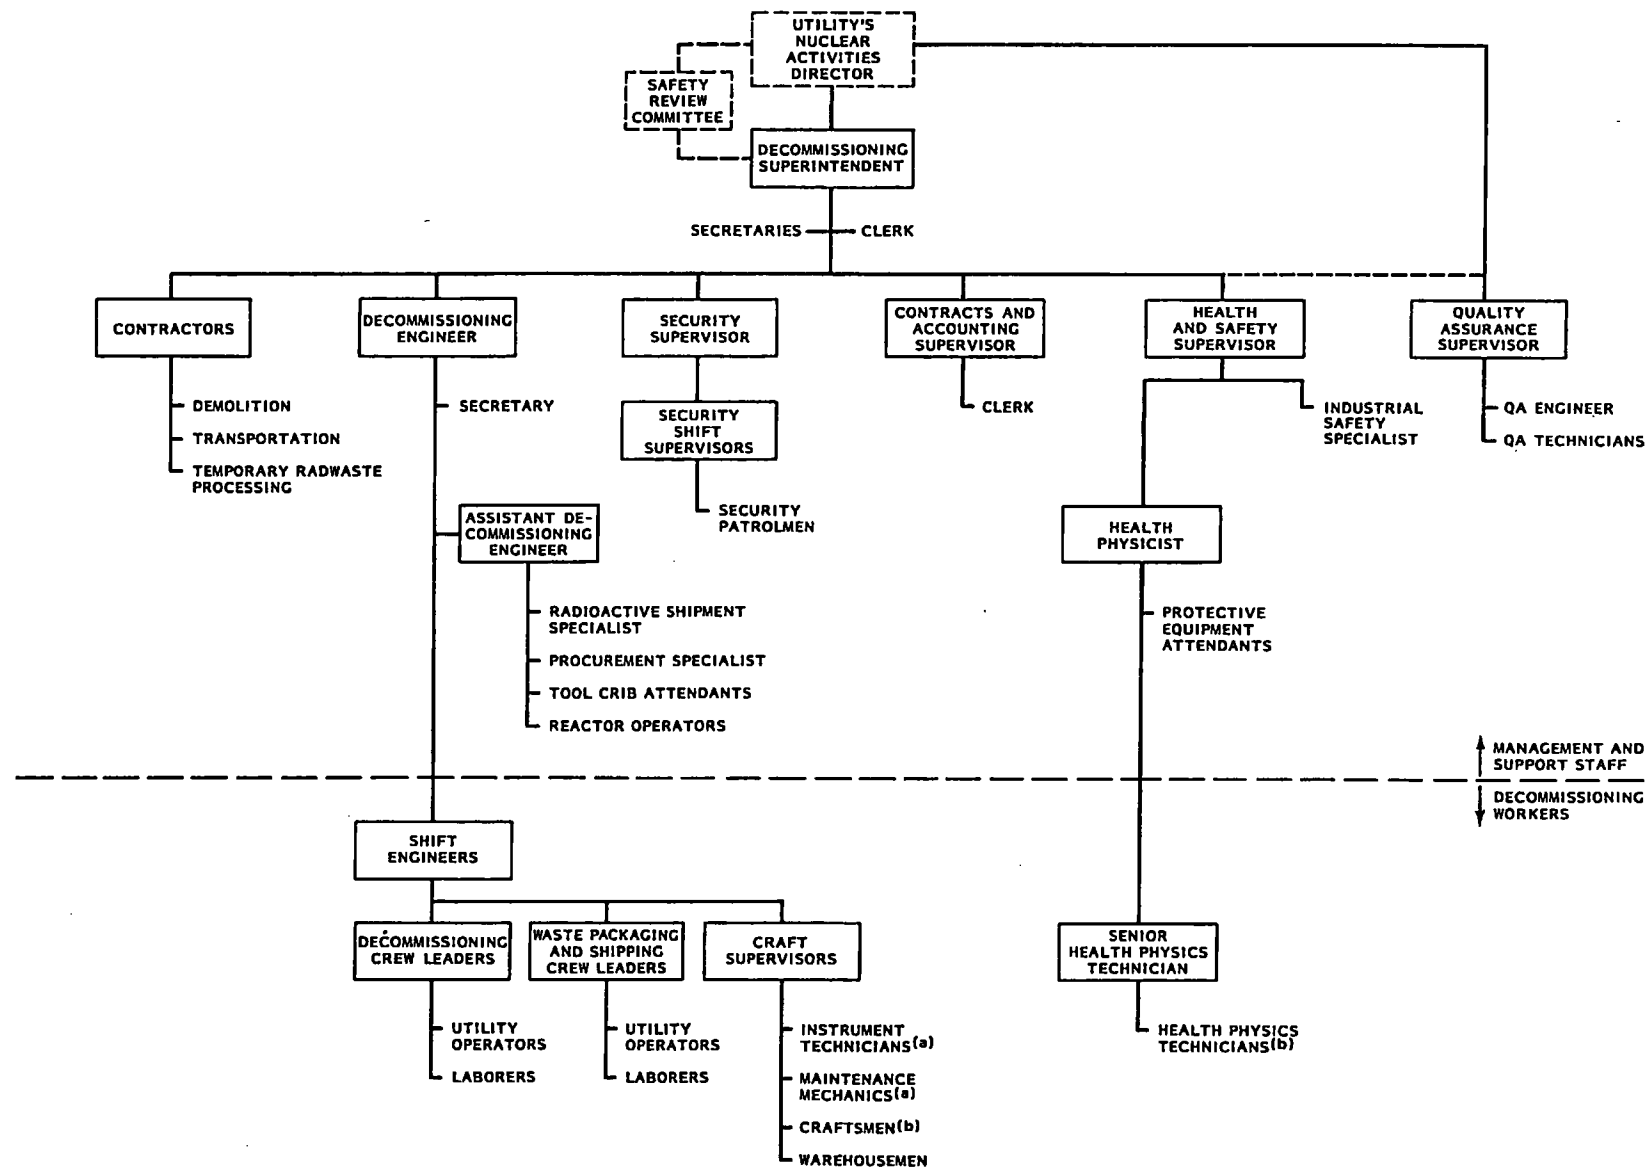 UTILITY'S
NUCLEAR
ACTIVITIES
DIRECTOR
SAFETY
REVIEW
COMMITTEE
DECOMMISSIONING
SUPERINTENDENT
SECRETARIES
CLERK
CONTRACTORS
DEMOLITION
TRANSPORTATION
TEMPORARY RADWASTE
PROCESSING
DECOMMISSIONING
ENGINEER
SECRETARY
ASSISTANT DE-
COMMISSIONING
ENGINEER
RADIOACTIVE SHIPMENT
SPECIALIST
PROCUREMENT SPECIALIST
TOOL CRIB ATTENDANTS
REACTOR OPERATORS
SECURITY
SUPERVISOR
SECURITY
SHIFT
SUPERVISORS
SECURITY
PATROLMEN
CONTRACTS AND
ACCOUNTING
SUPERVISOR
CLERK
HEALTH
AND SAFETY
SUPERVISOR
INDUSTRIAL
SAFETY
SPECIALIST
HEALTH
PHYSICIST
PROTECTIVE
EQUIPMENT
ATTENDANTS
QUALITY
ASSURANCE
SUPERVISOR
QA ENGINEER
QA TECHNICIANS
MANAGEMENT AND
SUPPORT STAFF
DECOMMISSIONING
WORKERS
SHIFT
ENGINEERS
DECOMMISSIONING
CREW LEADERS
UTILITY
OPERATORS
LABORERS
WASTE PACKAGING
AND SHIPPING
CREW LEADERS
UTILITY
OPERATORS
LABORERS
CRAFT
SUPERVISORS
INSTRUMENT
TECHNICIANS(a)
MAINTENANCE
MECHANICS(a)
CRAFTSMEN(b)
WAREHOUSEMEN
SENIOR
HEALTH PHYSICS
TECHNICIAN
HEALTH PHYSICS
TECHNICIANS(b)